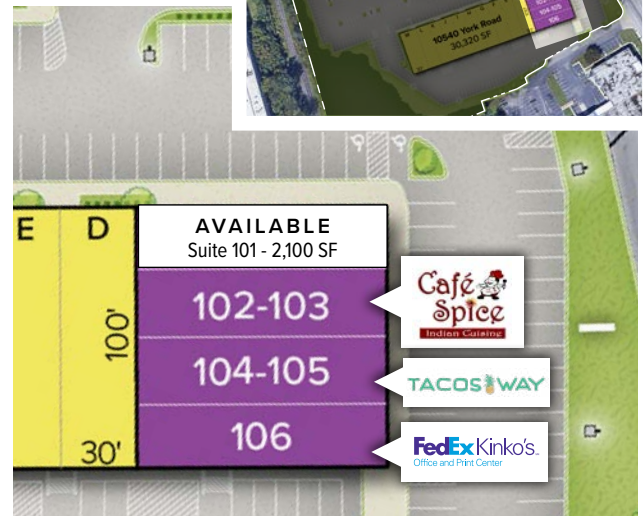 10540 York Road
30,320 SF
102
104-105
106
E
D
AVAILABLE
Suite 101 - 2,100 SF
102-103
104-105
106
100'
30'
Café
Spice
Indian Cuisine
TACOS WAY
FedEx Kinko's
Office and Print Center